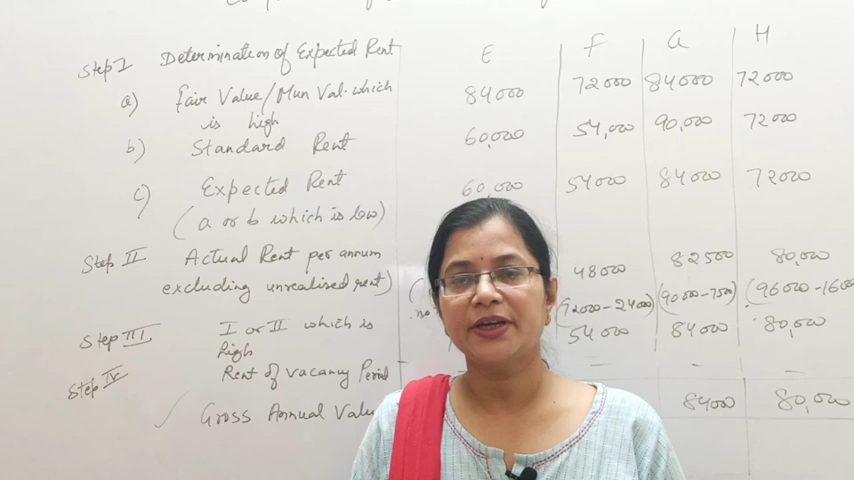 E F G H
Step I Determination of Expected Rent
a) Fair Value/Mun Val. which 84000 72000 84000 72000
is high
b) Standard Rent 60,000 54,000 90,000 72000
c) Expected Rent 60,000 54000 84000 72000
(a or b which is low)
Step II Actual Rent per annum 48000 82500 80,000
excluding unrealised rent) (72000-2400) (90000-7500) (96000-16000
Step III I or II which is 54000 84000 80,000
high
Step IV Rent of Vacancy Period - - - -
Gross Annual Value 84000 80,000